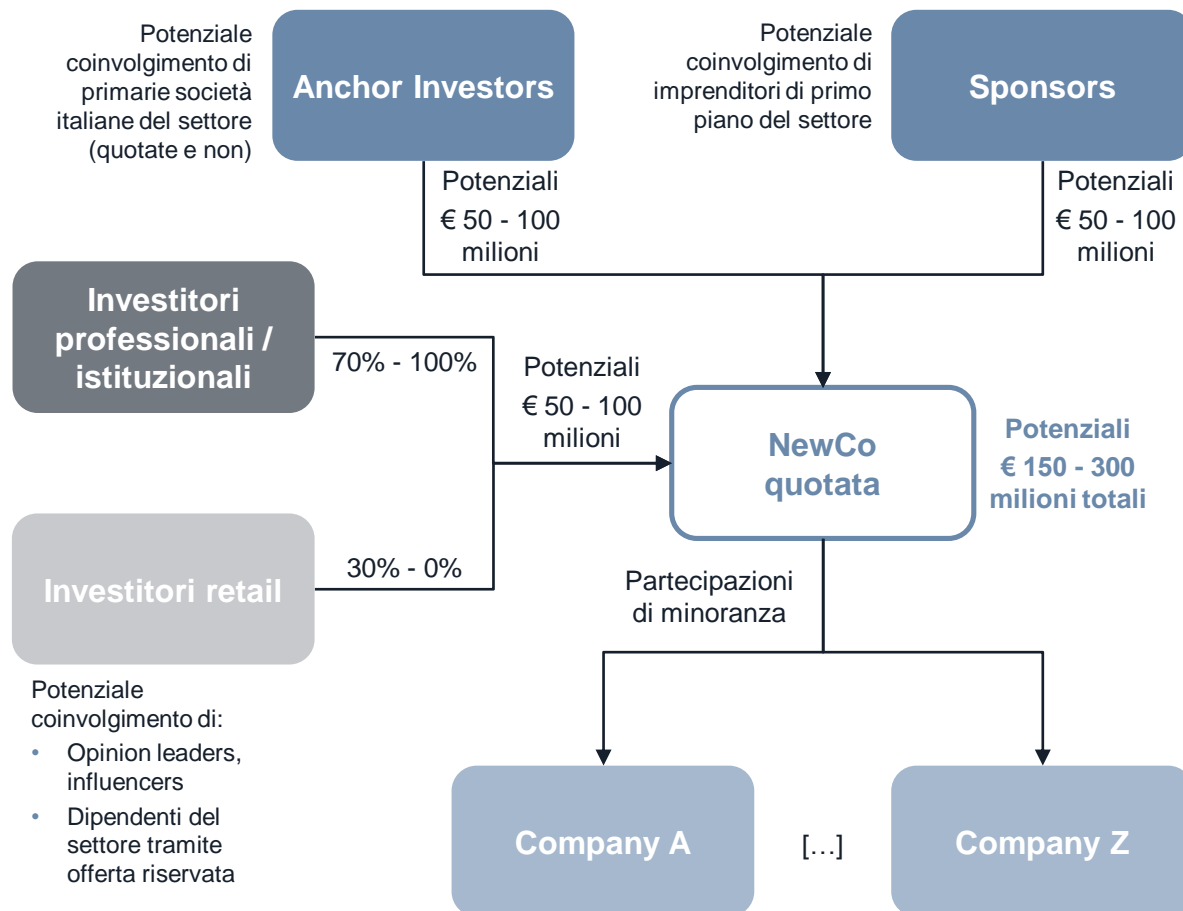 Potenziale
coinvolgimento di
primarie società
italiane del settore
(quotate e non)
Anchor Investors
Potenziale
coinvolgimento di
imprenditori di primo
piano del settore
Sponsors
Potenziali
€ 50 - 100
milioni
Potenziali
€ 50 - 100
milioni
Investitori
professionali /
istituzionali
70% - 100%
Potenziali
€ 50 - 100
milioni
NewCo
quotata
Potenziali
€ 150 - 300
milioni totali
Investitori retail
30% - 0%
Partecipazioni
di minoranza
Potenziale
coinvolgimento di:
• Opinion leaders,
influencers
• Dipendenti del
settore tramite
offerta riservata
Company A
[…]
Company Z